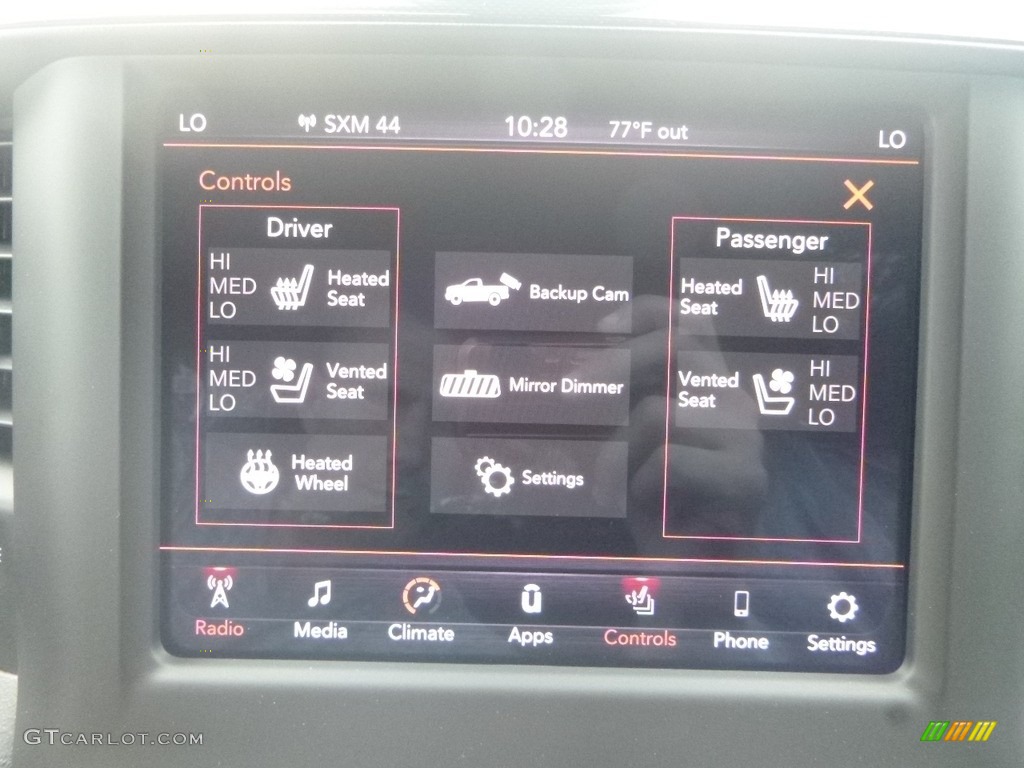 LO SXM 44 10:28 77°F out LO
Controls
Driver
HI
MED
LO
Heated
Seat
HI
MED
LO
Vented
Seat
Heated
Wheel
Backup Cam
Mirror Dimmer
Settings
Passenger
Heated
Seat
HI
MED
LO
Vented
Seat
HI
MED
LO
Radio Media Climate Apps Controls Phone Settings
GTCARLOT.COM